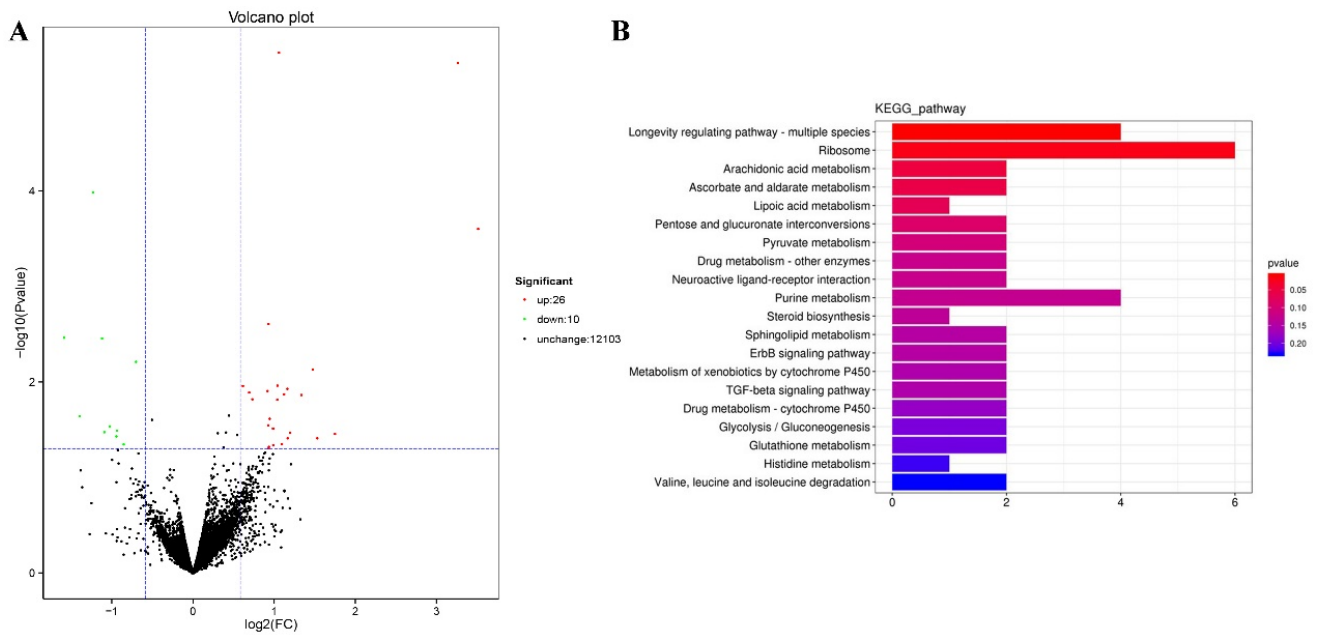 A
Volcano plot
−log10(Pvalue)
4
2
0
−1
0
1
2
3
log2(FC)
Significant
up:26
down:10
unchange:12103
B
KEGG_pathway
Longevity regulating pathway - multiple species
Ribosome
Arachidonic acid metabolism
Ascorbate and aldarate metabolism
Lipoic acid metabolism
Pentose and glucuronate interconversions
Pyruvate metabolism
Drug metabolism - other enzymes
Neuroactive ligand-receptor interaction
Purine metabolism
Steroid biosynthesis
Sphingolipid metabolism
ErbB signaling pathway
Metabolism of xenobiotics by cytochrome P450
TGF-beta signaling pathway
Drug metabolism - cytochrome P450
Glycolysis / Gluconeogenesis
Glutathione metabolism
Histidine metabolism
Valine, leucine and isoleucine degradation
0
2
4
6
pvalue
0.05
0.10
0.15
0.20